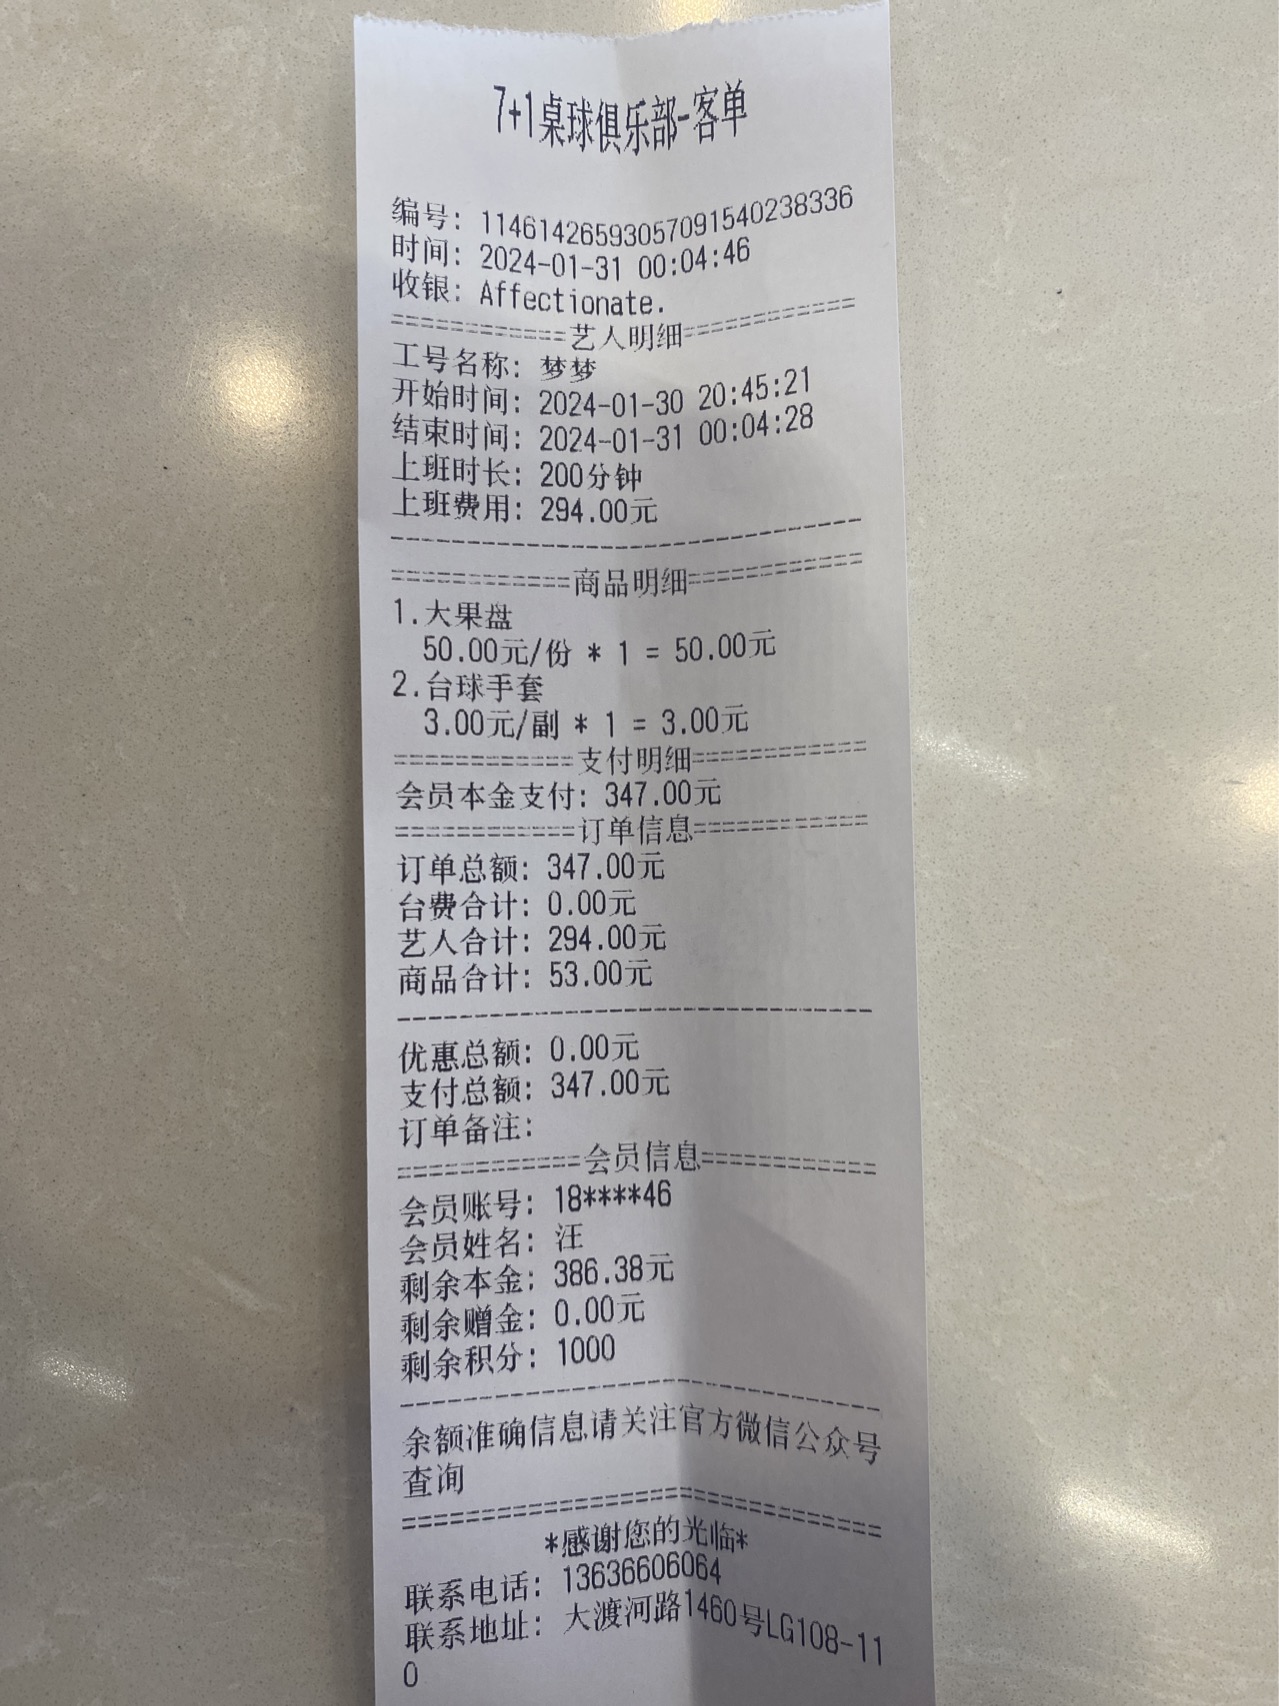 7+1桌球俱乐部-客单
编号: 1146142659305709154023​8336
时间: 2024-01-31 00:04:46
收银: Affectionate.
============艺人明细============
工号名称: 梦梦
开始时间: 2024-01-30 20:45:21
结束时间: 2024-01-31 00:04:28
上班时长: 200分钟
上班费用: 294.00元
--------------------------------
============商品明细============
1.大果盘
50.00元/份 * 1 = 50.00元
2.台球手套
3.00元/副 * 1 = 3.00元
============支付明细============
会员本金支付: 347.00元
============订单信息============
订单总额: 347.00元
台费合计: 0.00元
艺人合计: 294.00元
商品合计: 53.00元
--------------------------------
优惠总额: 0.00元
支付总额: 347.00元
订单备注:
============会员信息============
会员账号: 18****46
会员姓名: 汪
剩余本金: 386.38元
剩余赠金: 0.00元
剩余积分: 1000
--------------------------------
余额准确信息请关注官方微信公众号
查询
================================
*感谢您的光临*
联系电话: 13636606064
联系地址: 大渡河路1460号LG108-11
0